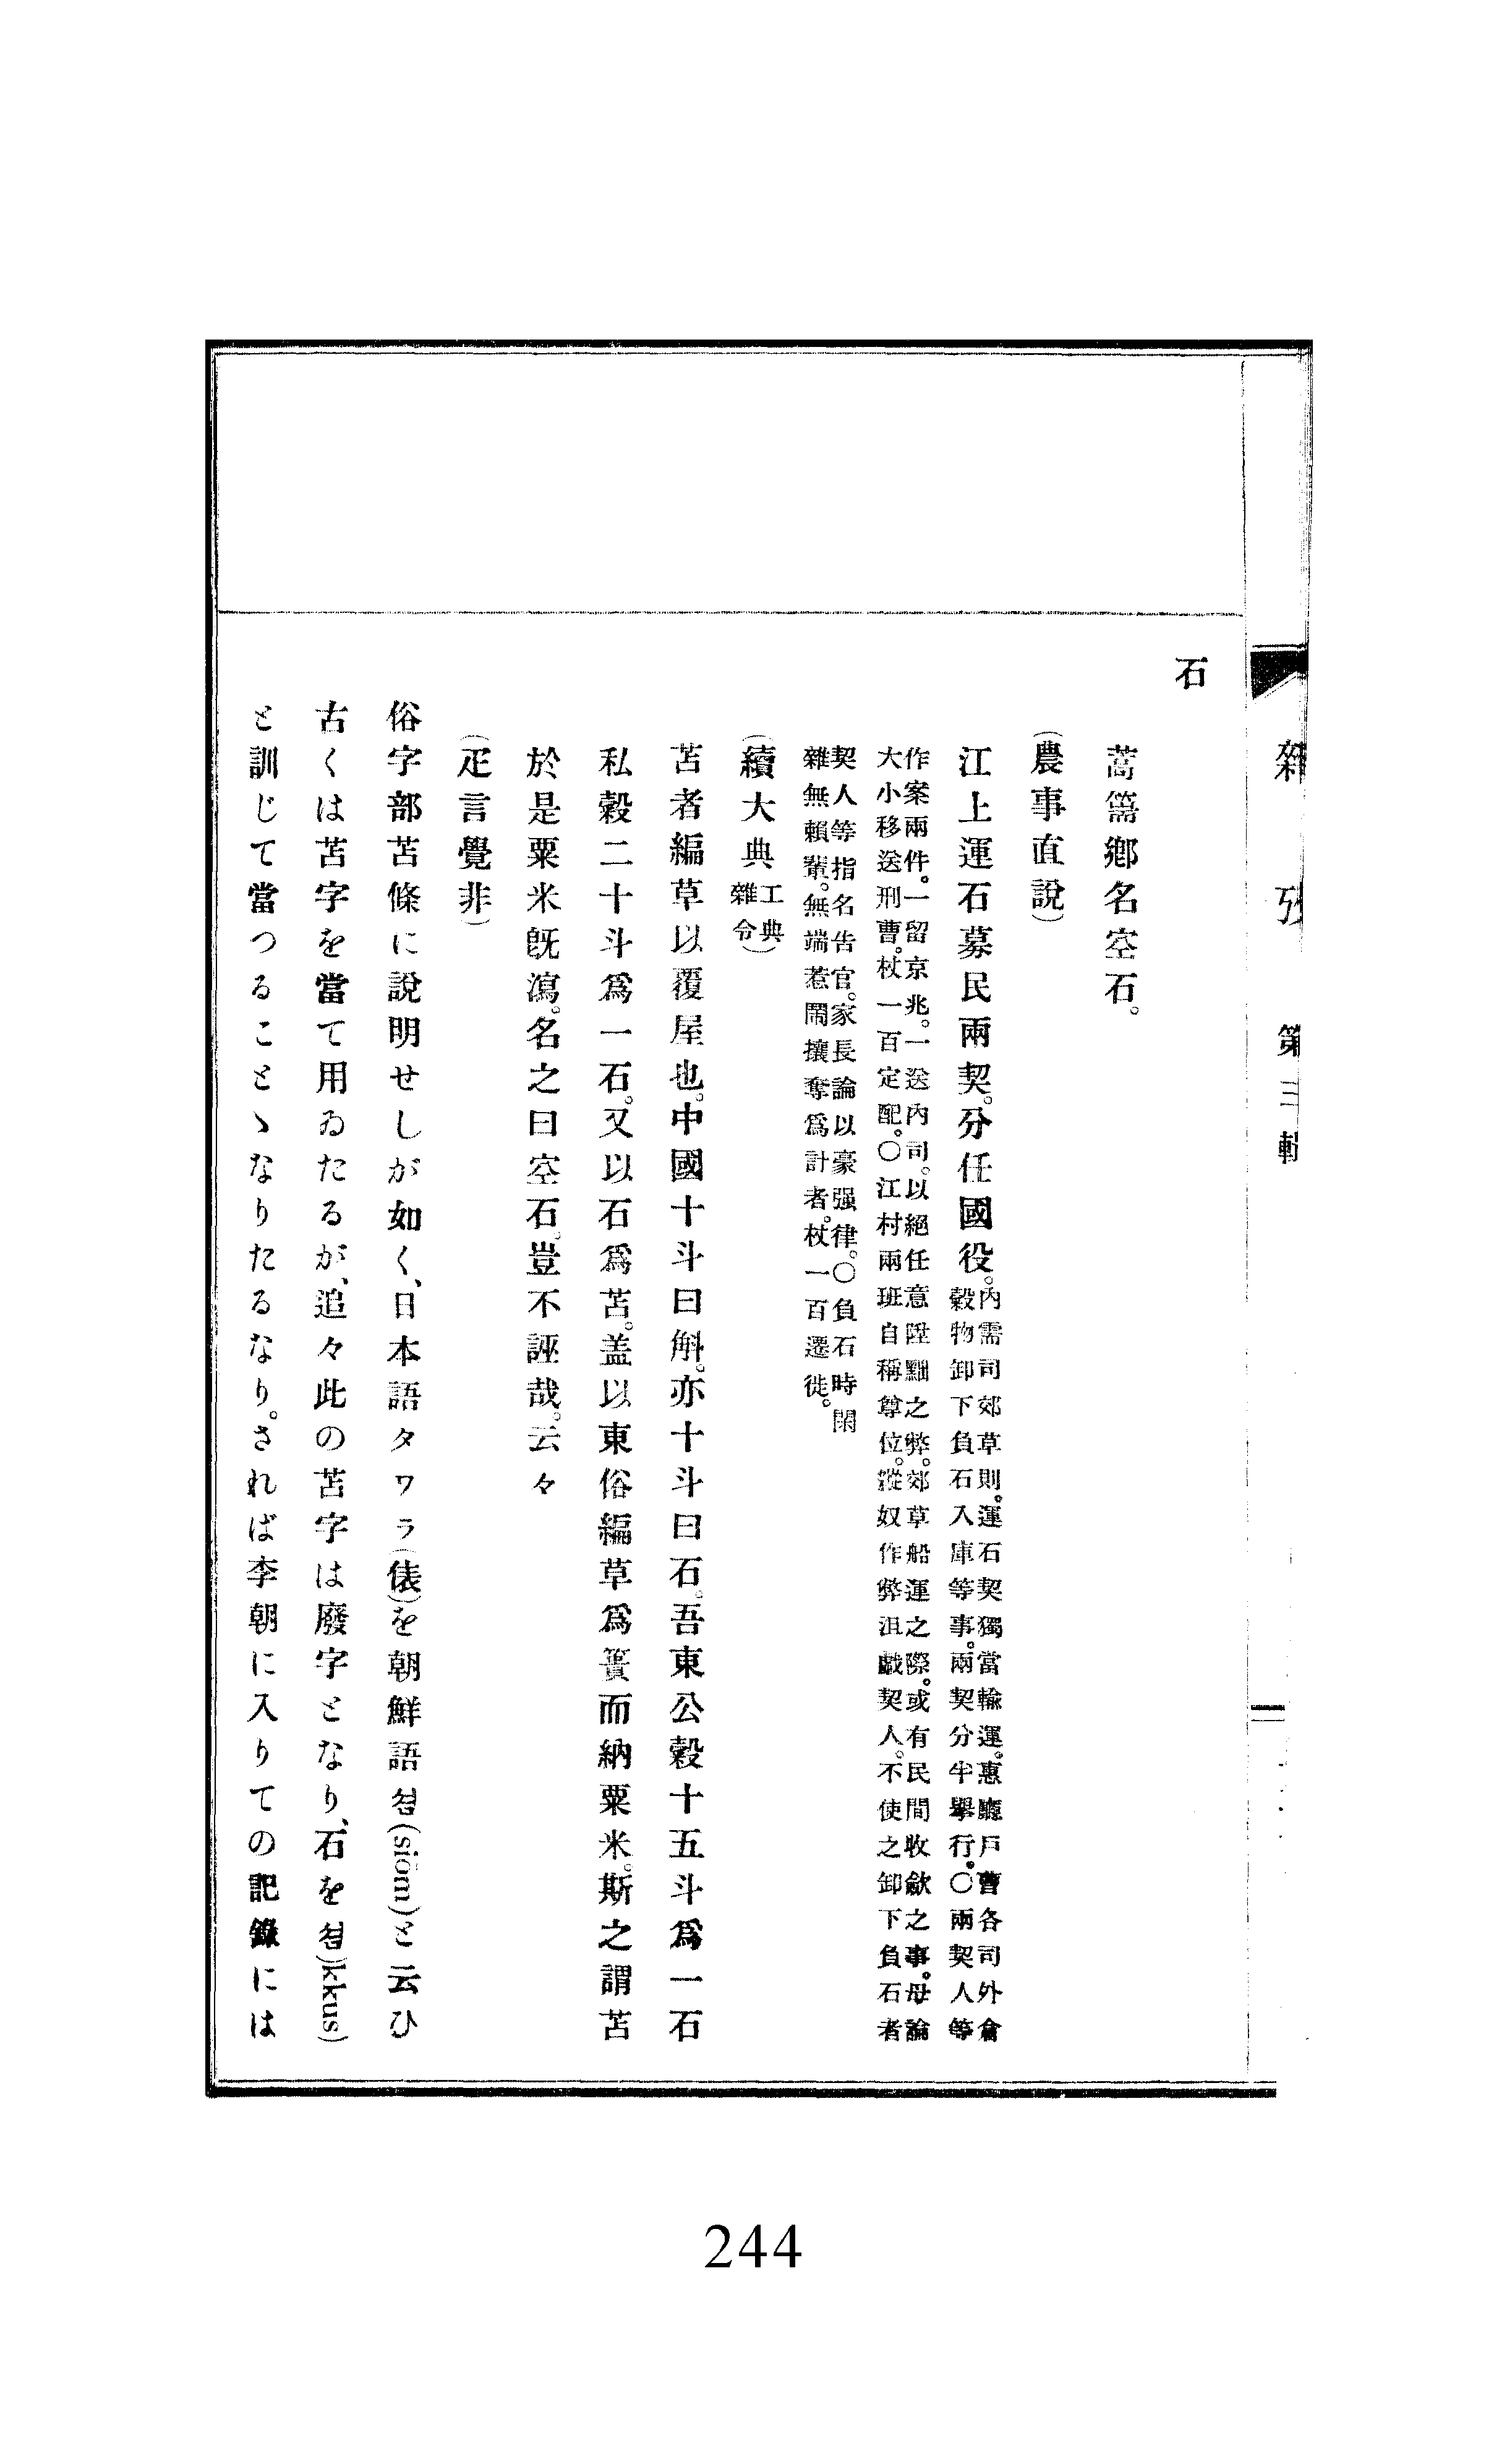 雜攷 第三輯
石
蒿篅鄕名空石。
(農事直說)
江上運石募民兩契。分任國役。內需司郊草則。運石契獨當輸運。惠廳戶曹各司外倉
穀物卸下負石入庫等事。兩契分半擧行。〇兩契人等
作案兩件。一留京兆。一送內司。以絕任意陞黜之弊。郊草船運之際。或有民間收斂之事。毋論
大小移送刑曹。杖一百定配。〇江村兩班自稱尊位。縱奴作弊沮戱契人。不使之卸下負石者
契人等指名告官。家長論以豪强律。〇負石時閑
雜無賴輩。無端惹鬧攘奪爲計者。杖一百遷徙。
(續大典 工典
雜令)
苫者編草以覆屋也。中國十斗曰斛。亦十斗曰石。吾東公穀十五斗爲一石
私穀二十斗爲一石。又以石爲苫。盖以東俗編草爲簣而納粟米。斯之謂苫
於是粟米旣瀉。名之曰空石。豈不誣哉。云々
(疋言覺非)
俗字部苫條に說明せしが如く、日本語タワラ(俵)を朝鮮語섬(siŏm)と云ひ
古くは苫字を當て用ゐたるが、追々此の苫字は廢字となり、石を섬)kkus)
と訓じて當つることゝなりたるなり。されば李朝に入りての記錄には
244